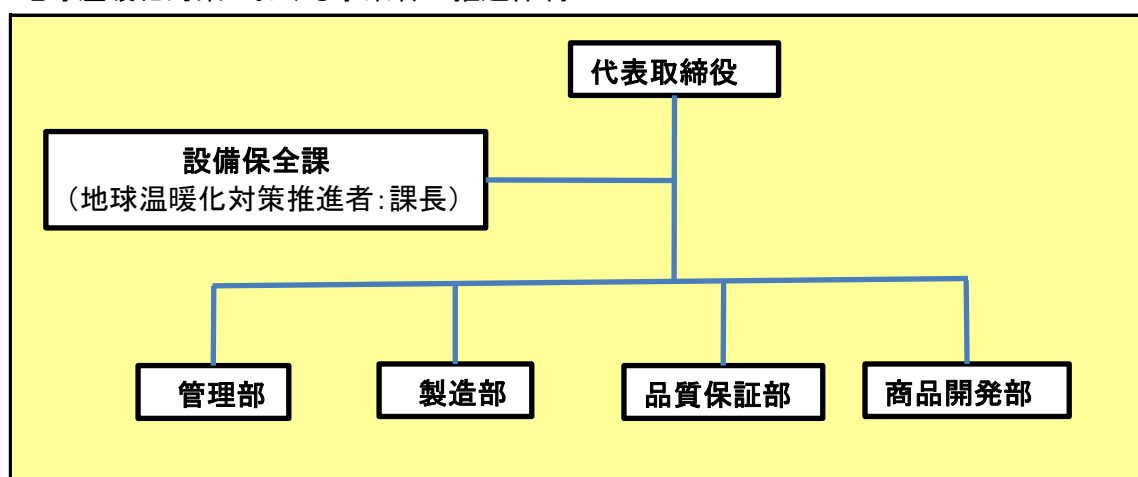 代表取締役
設備保全課
（地球温暖化対策推進者：課長）
管理部
製造部
品質保証部
商品開発部